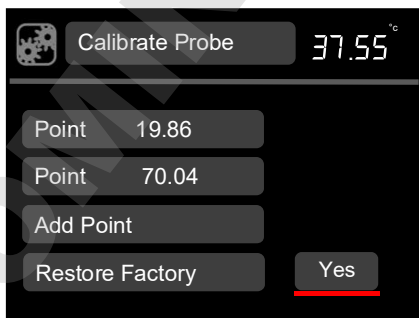 Calibrate Probe 37.55 °c
Point 19.86
Point 70.04
Add Point
Restore Factory Yes